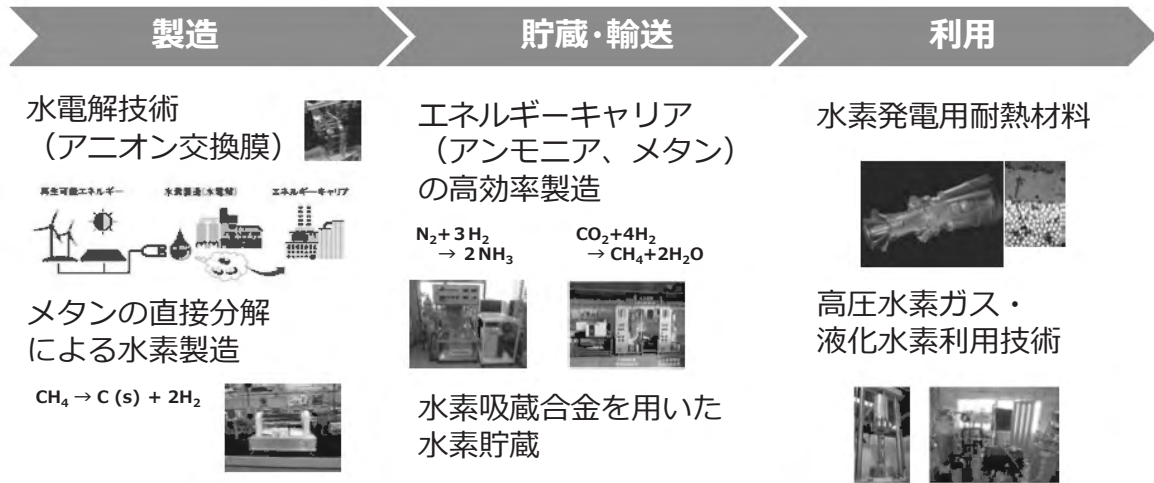 製造
貯蔵・輸送
利用
水電解技術
（アニオン交換膜）
再生可能エネルギー
水素製造(水電解)
エネルギーキャリア
メタンの直接分解
による水素製造
CH₄ → C (s) + 2H₂
エネルギーキャリア
（アンモニア、メタン）
の高効率製造
N₂+ 3 H₂
→ 2 NH₃
CO₂+4H₂
→ CH₄+2H₂O
水素吸蔵合金を用いた
水素貯蔵
水素発電用耐熱材料
高圧水素ガス・
液化水素利用技術